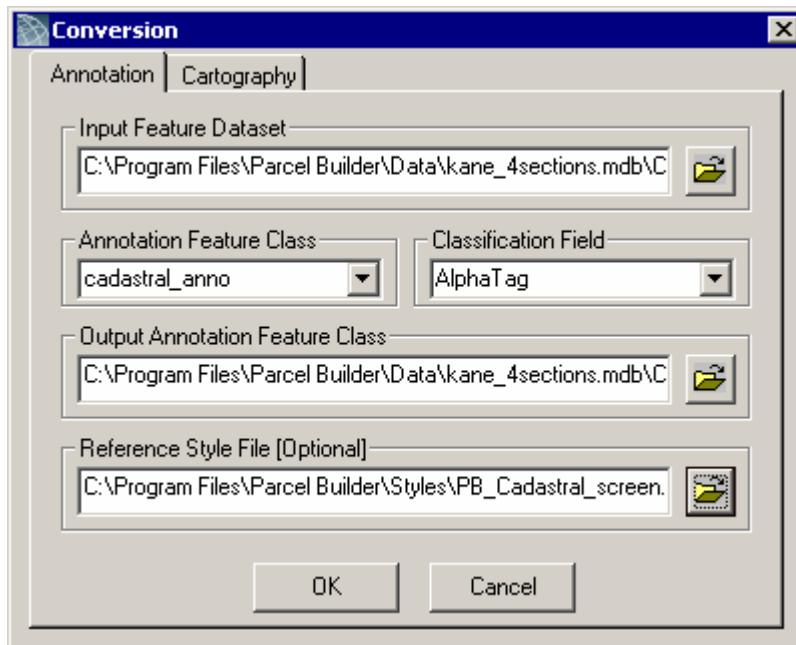 Conversion
Annotation Cartography
Input Feature Dataset
C:\Program Files\Parcel Builder\Data\kane_4sections.mdb\C
Annotation Feature Class Classification Field
cadastral_anno AlphaTag
Output Annotation Feature Class
C:\Program Files\Parcel Builder\Data\kane_4sections.mdb\C
Reference Style File [Optional]
C:\Program Files\Parcel Builder\Styles\PB_Cadastral_screen.
OK Cancel